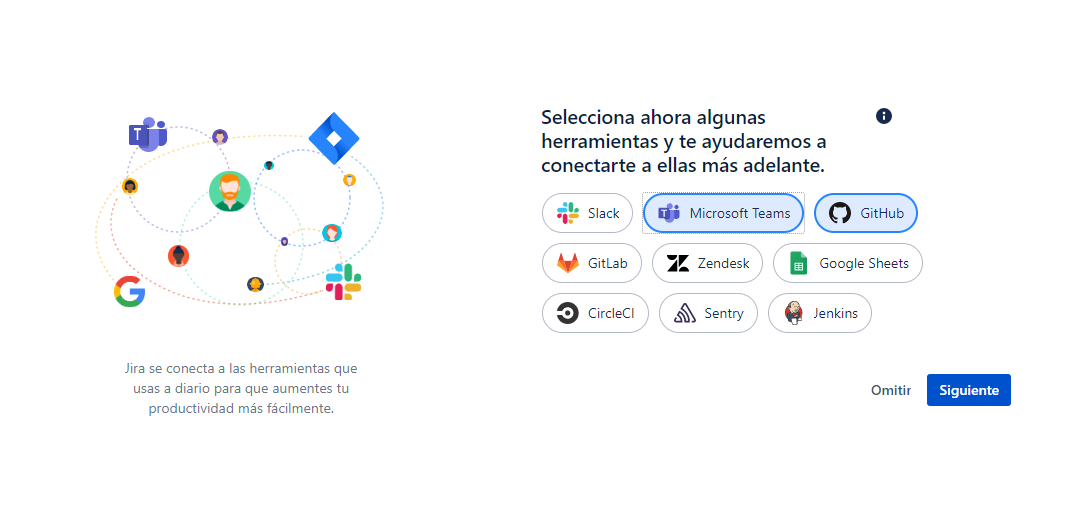 T
Jira se conecta a las herramientas que
usas a diario para que aumentes tu
productividad más fácilmente.
Selecciona ahora algunas
herramientas y te ayudaremos a
conectarte a ellas más adelante.
Slack
Microsoft Teams
GitHub
GitLab
Zendesk
Google Sheets
CircleCI
Sentry
Jenkins
Omitir
Siguiente